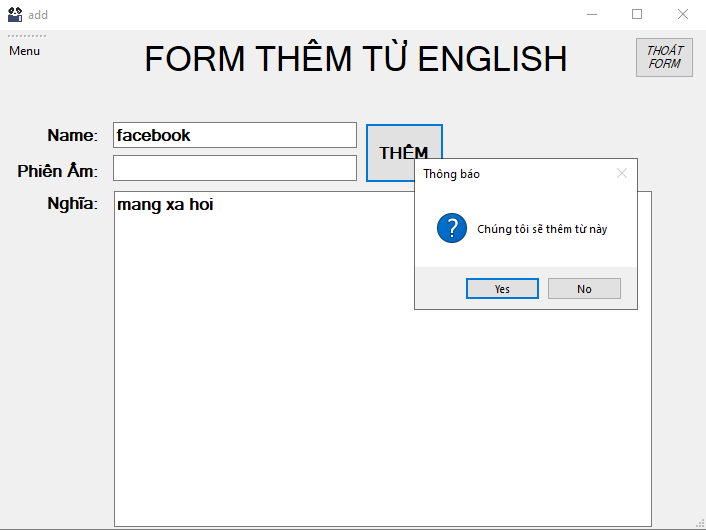 add
Menu
FORM THÊM TỪ ENGLISH
THOÁT
FORM
Name:
facebook
THÊM
Phiên Âm:
Nghĩa:
mang xa hoi
Thông báo
?
Chúng tôi sẽ thêm từ này
Yes
No